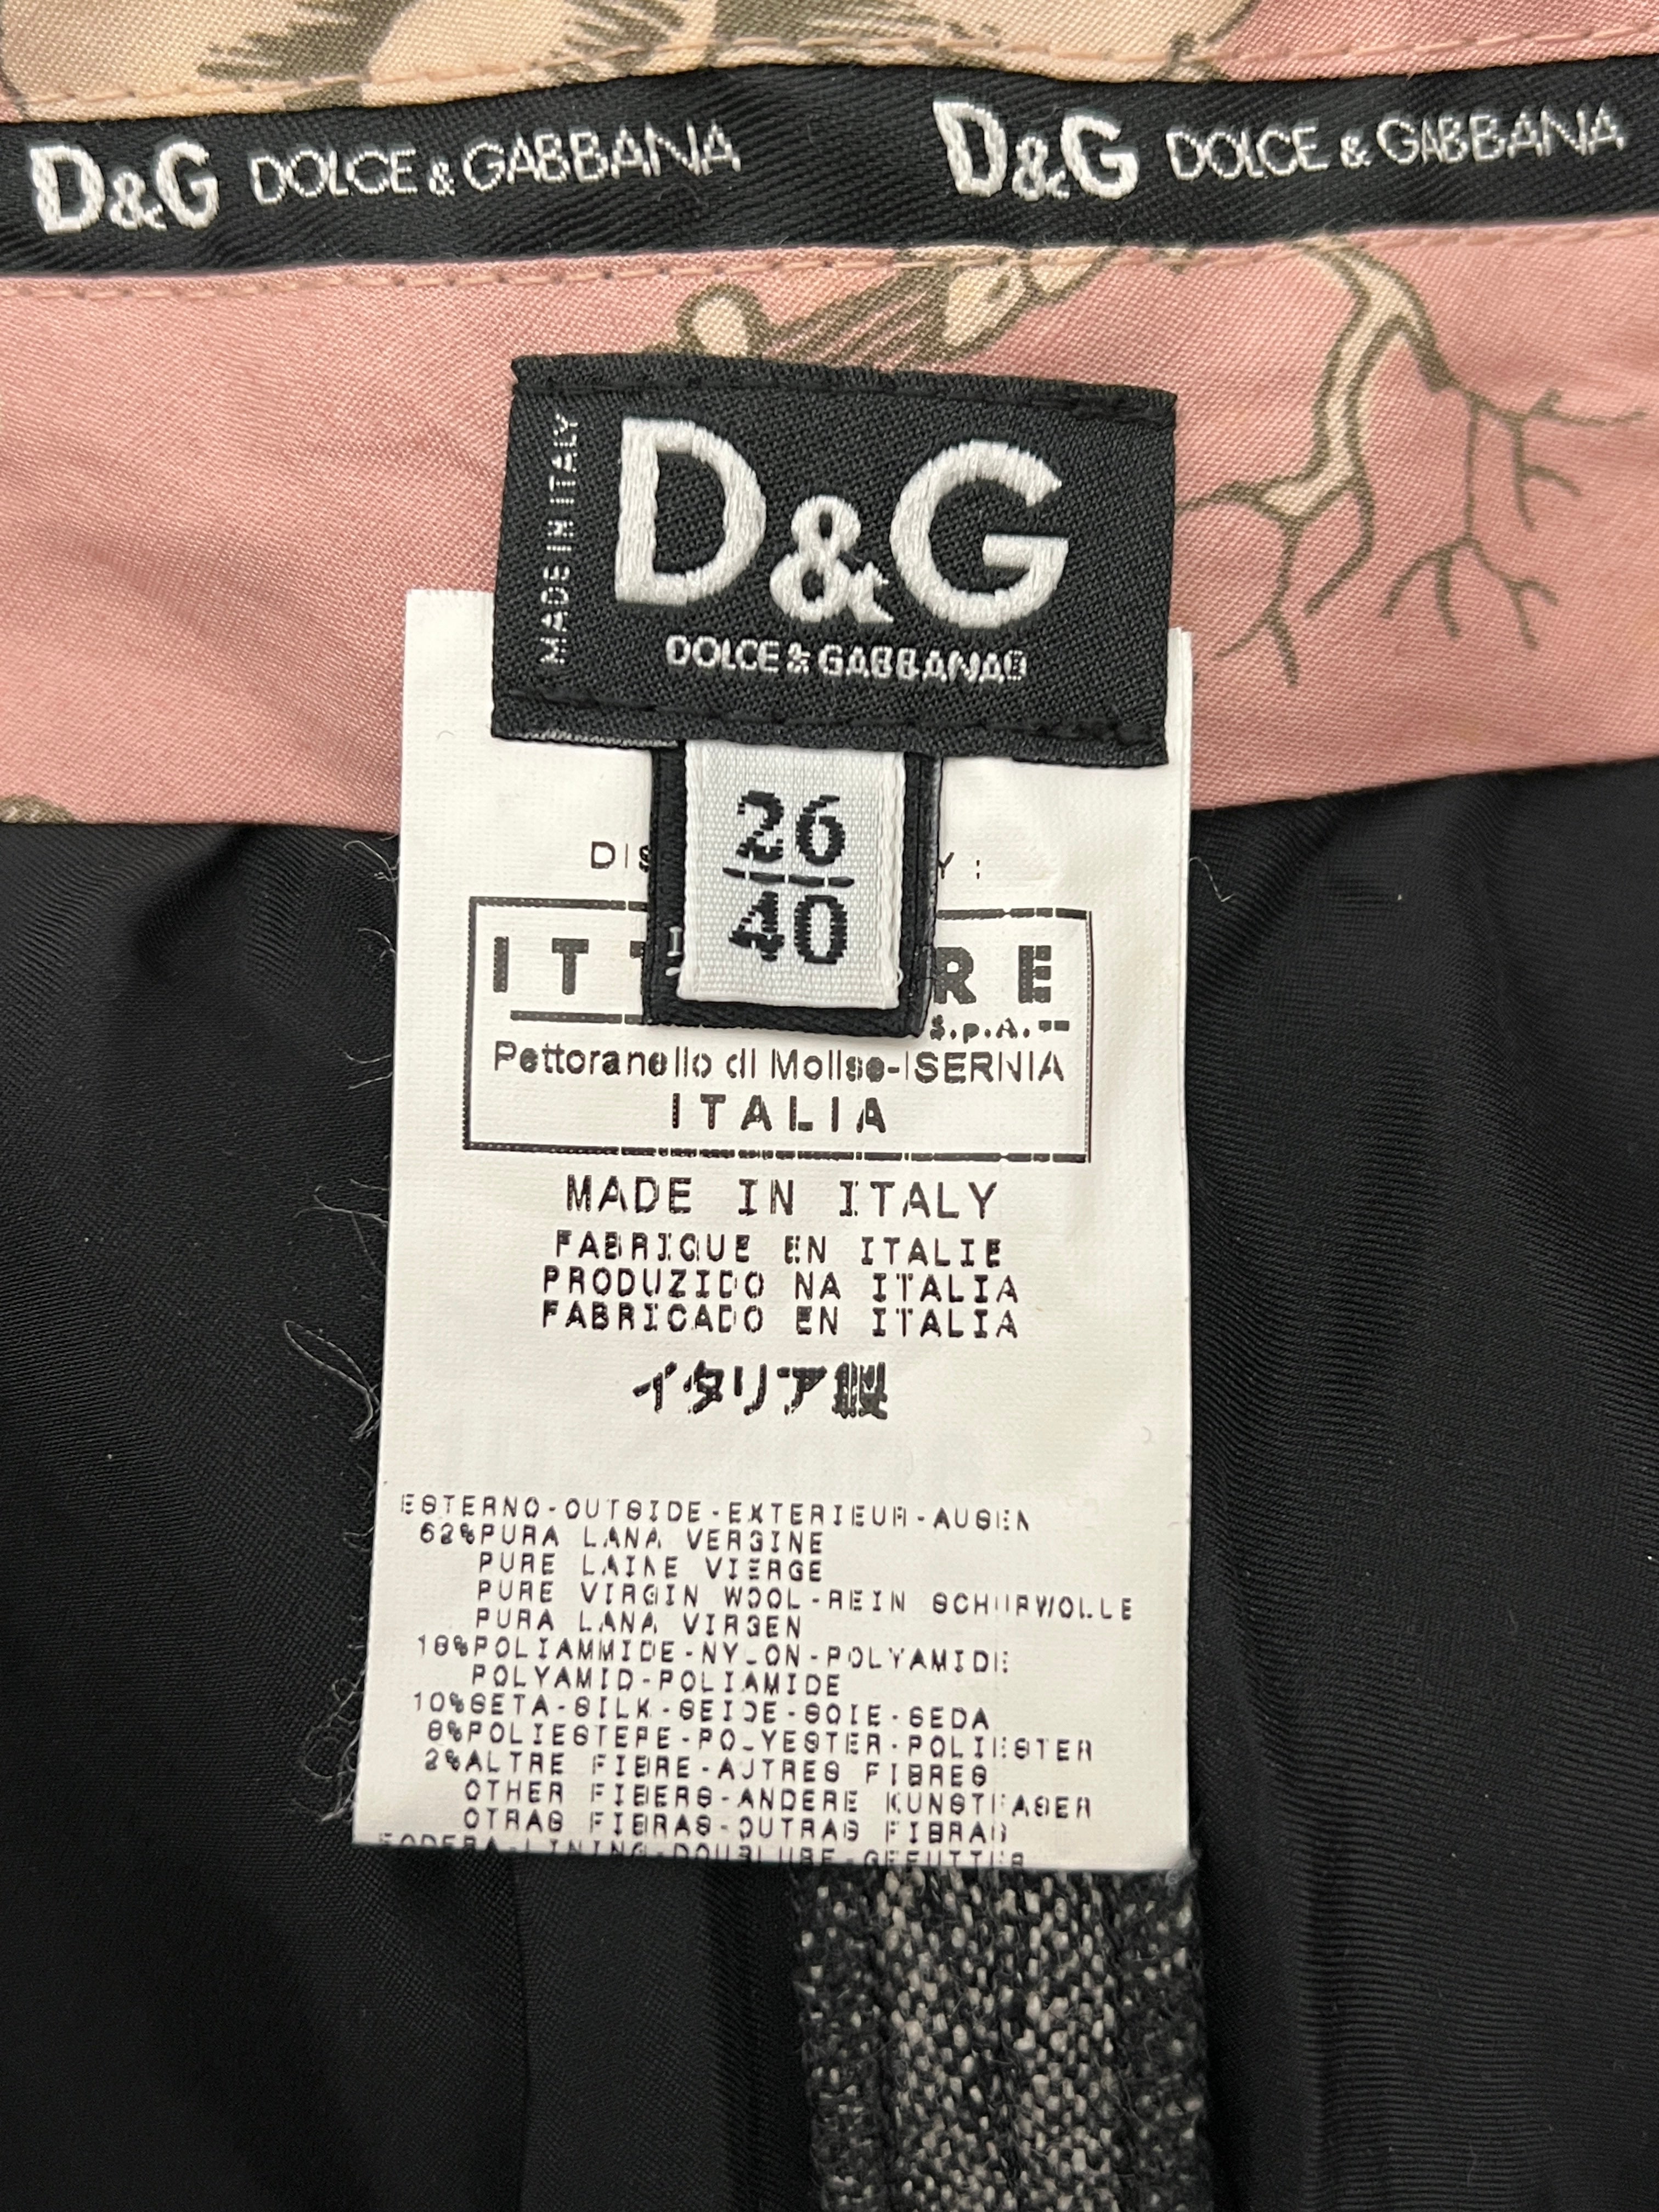 D&G DOLCE & GABBANA D&G DOLCE & GABBANA
MADE IN ITALY
D&G
DOLCE & GABBANA®
26
40
S.p.A.
Pettoranello di Molise-ISERNIA
ITALIA
MADE IN ITALY
FABRIQUE EN ITALIE
PRODUZIDO NA ITALIA
FABRICADO EN ITALIA
イタリア製
ESTERNO-OUTSIDE-EXTERIEUR-AUSEN
62%PURA LANA VERGINE
PURE LAINE VIERGE
PURE VIRGIN WOOL-REIN SCHURWOLLE
PURA LANA VIRGEN
18%POLIAMMIDE-NYLON-POLYAMIDE
POLYAMID-POLIAMIDE
10%SETA-SILK-SEIDE-SOIE-SEDA
8%POLIESTERE-POLYESTER-POLIESTER
2%ALTRE FIBRE-AUTRES FIBRES
OTHER FIBERS-ANDERE KUNSTFASER
OTRAS FIBRAS-OUTRAS FIBRAS
FODERA-LINING-DOUBLURE-GEFUTTER